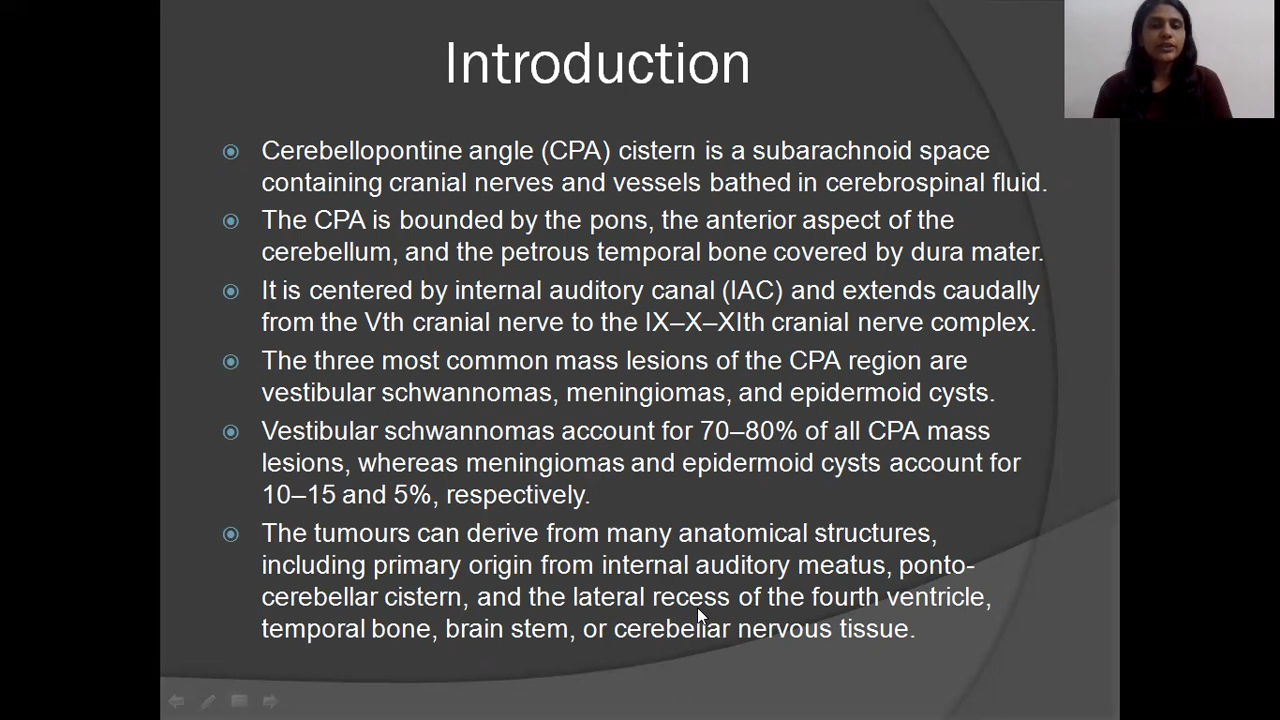 Introduction
Cerebellopontine angle (CPA) cistern is a subarachnoid space
containing cranial nerves and vessels bathed in cerebrospinal fluid.
The CPA is bounded by the pons, the anterior aspect of the
cerebellum, and the petrous temporal bone covered by dura mater.
It is centered by internal auditory canal (IAC) and extends caudally
from the Vth cranial nerve to the IX–X–XIth cranial nerve complex.
The three most common mass lesions of the CPA region are
vestibular schwannomas, meningiomas, and epidermoid cysts.
Vestibular schwannomas account for 70–80% of all CPA mass
lesions, whereas meningiomas and epidermoid cysts account for
10–15 and 5%, respectively.
The tumours can derive from many anatomical structures,
including primary origin from internal auditory meatus, ponto-
cerebellar cistern, and the lateral recess of the fourth ventricle,
temporal bone, brain stem, or cerebellar nervous tissue.